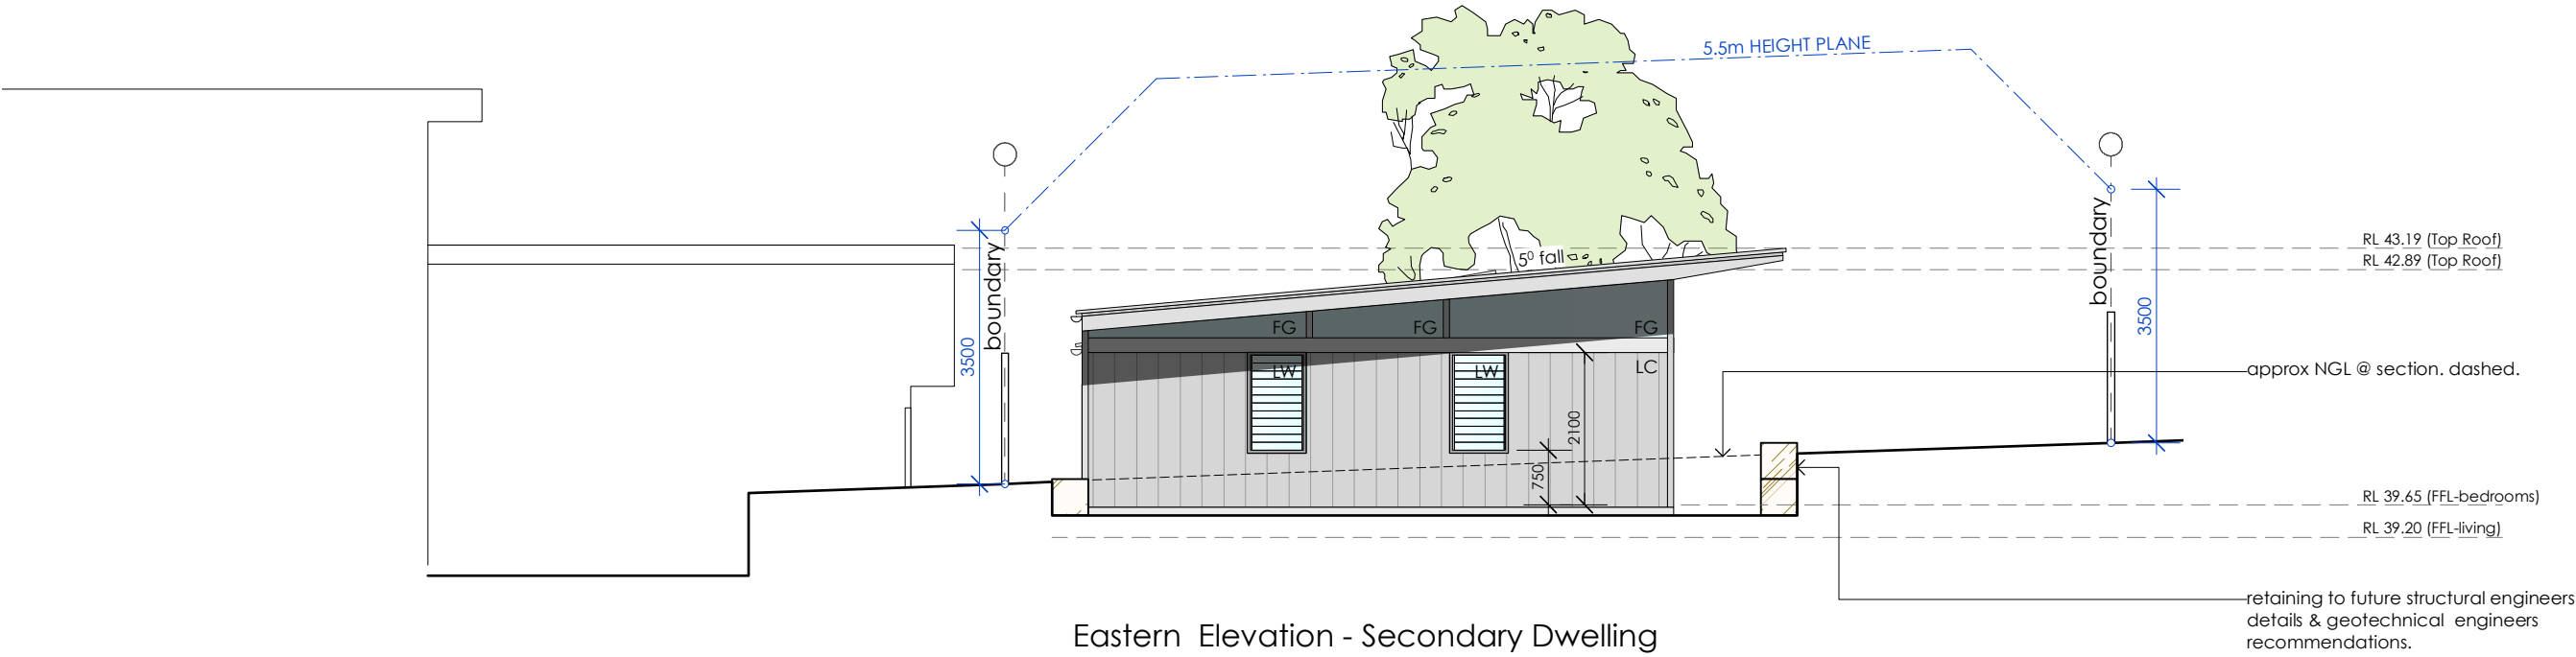 5.5m HEIGHT PLANE
boundary
boundary
RL 43.19 (Top Roof)
RL 42.89 (Top Roof)
5⁰ fall
3500
3500
FG
FG
FG
LW
LW
LC
approx NGL @ section. dashed.
2100
750
RL 39.65 (FFL-bedrooms)
RL 39.20 (FFL-living)
retaining to future structural engineers
details & geotechnical engineers
recommendations.
Eastern Elevation - Secondary Dwelling